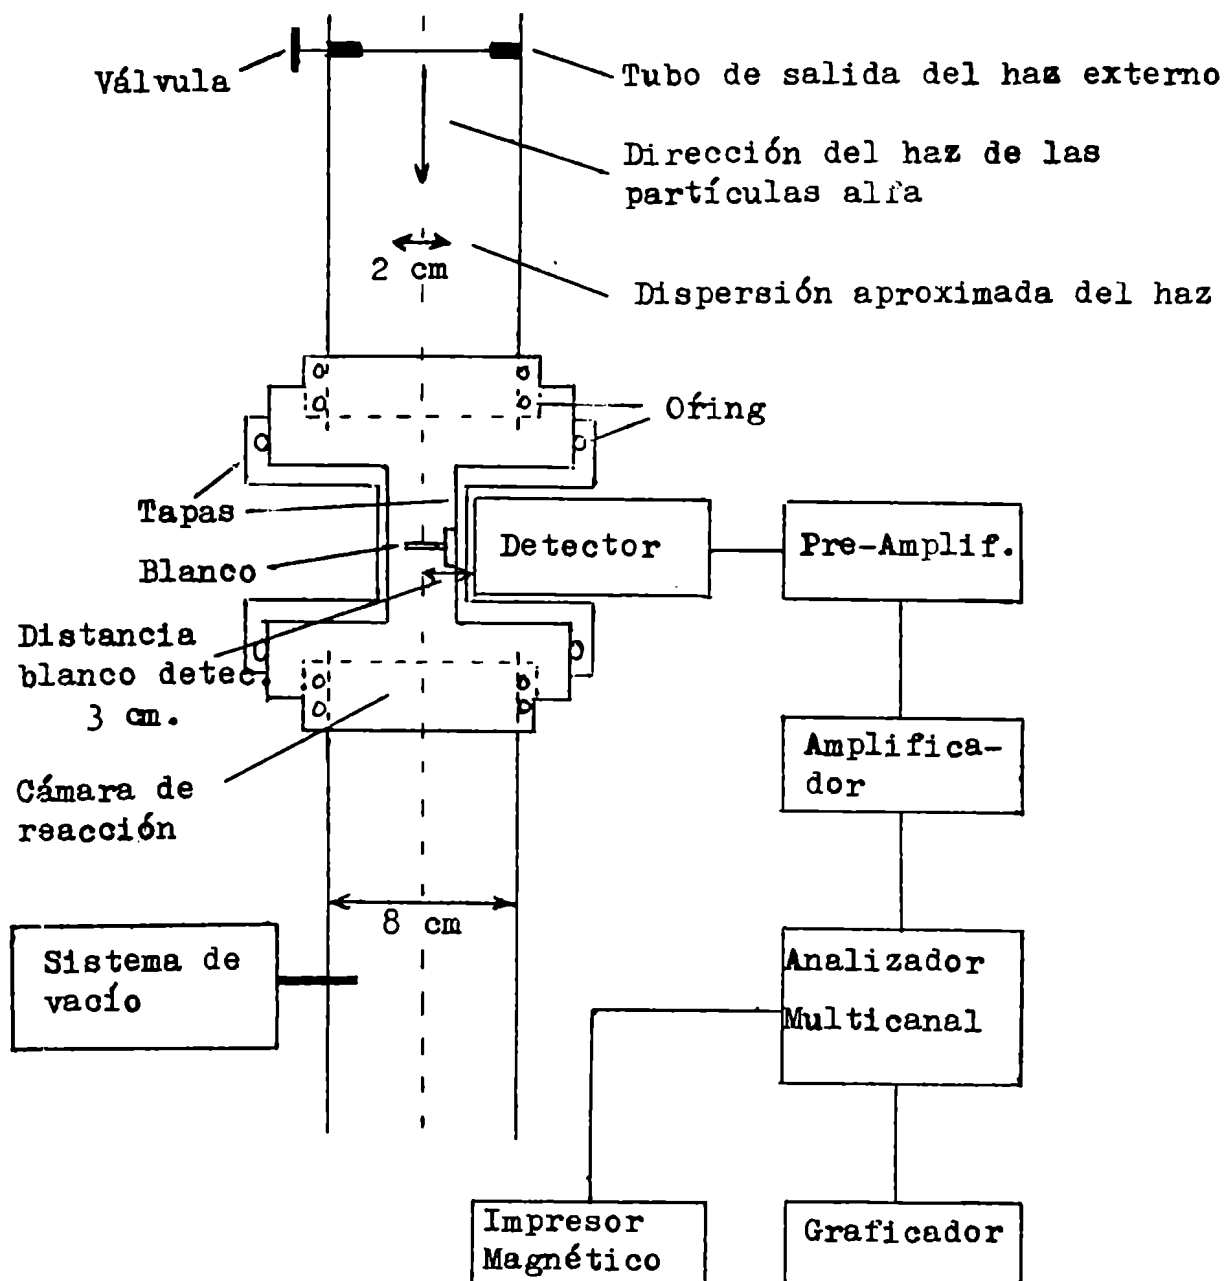 Válvula
Tubo de salida del haz externo
Dirección del haz de las
partículas alfa
2 cm
Dispersión aproximada del haz
Oring
Tapas
Blanco
Detector
Pre-Amplif.
Distancia
blanco detec.
3 cm.
Amplifica-
dor
Cámara de
reacción
8 cm
Sistema de
vacío
Analizador
Multicanal
Impresor
Magnético
Graficador